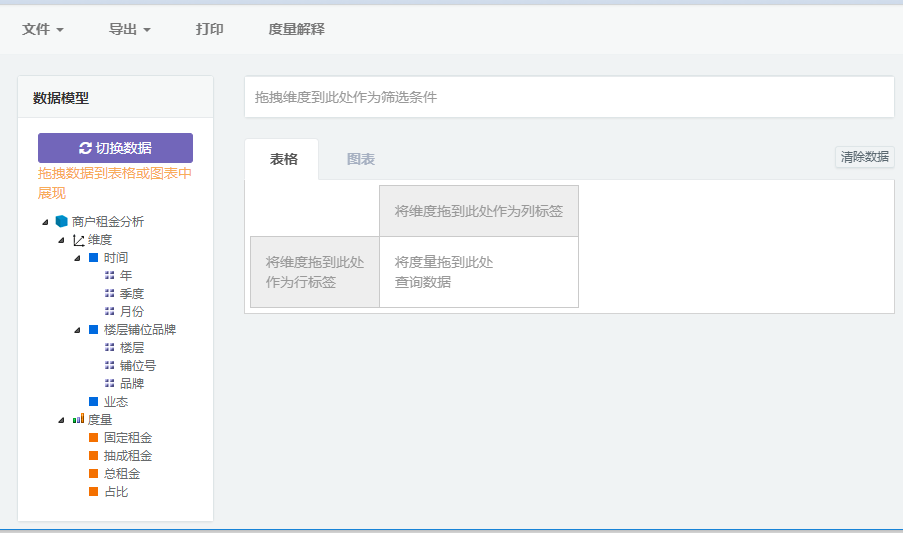 文件
导出
打印
度量解释
数据模型
切换数据
拖拽数据到表格或图表中
展现
商户租金分析
维度
时间
年
季度
月份
楼层铺位品牌
楼层
铺位号
品牌
业态
度量
固定租金
抽成租金
总租金
占比
拖拽维度到此处作为筛选条件
表格
图表
清除数据
将维度拖到此处作为列标签
将维度拖到此处
作为行标签
将度量拖到此处
查询数据